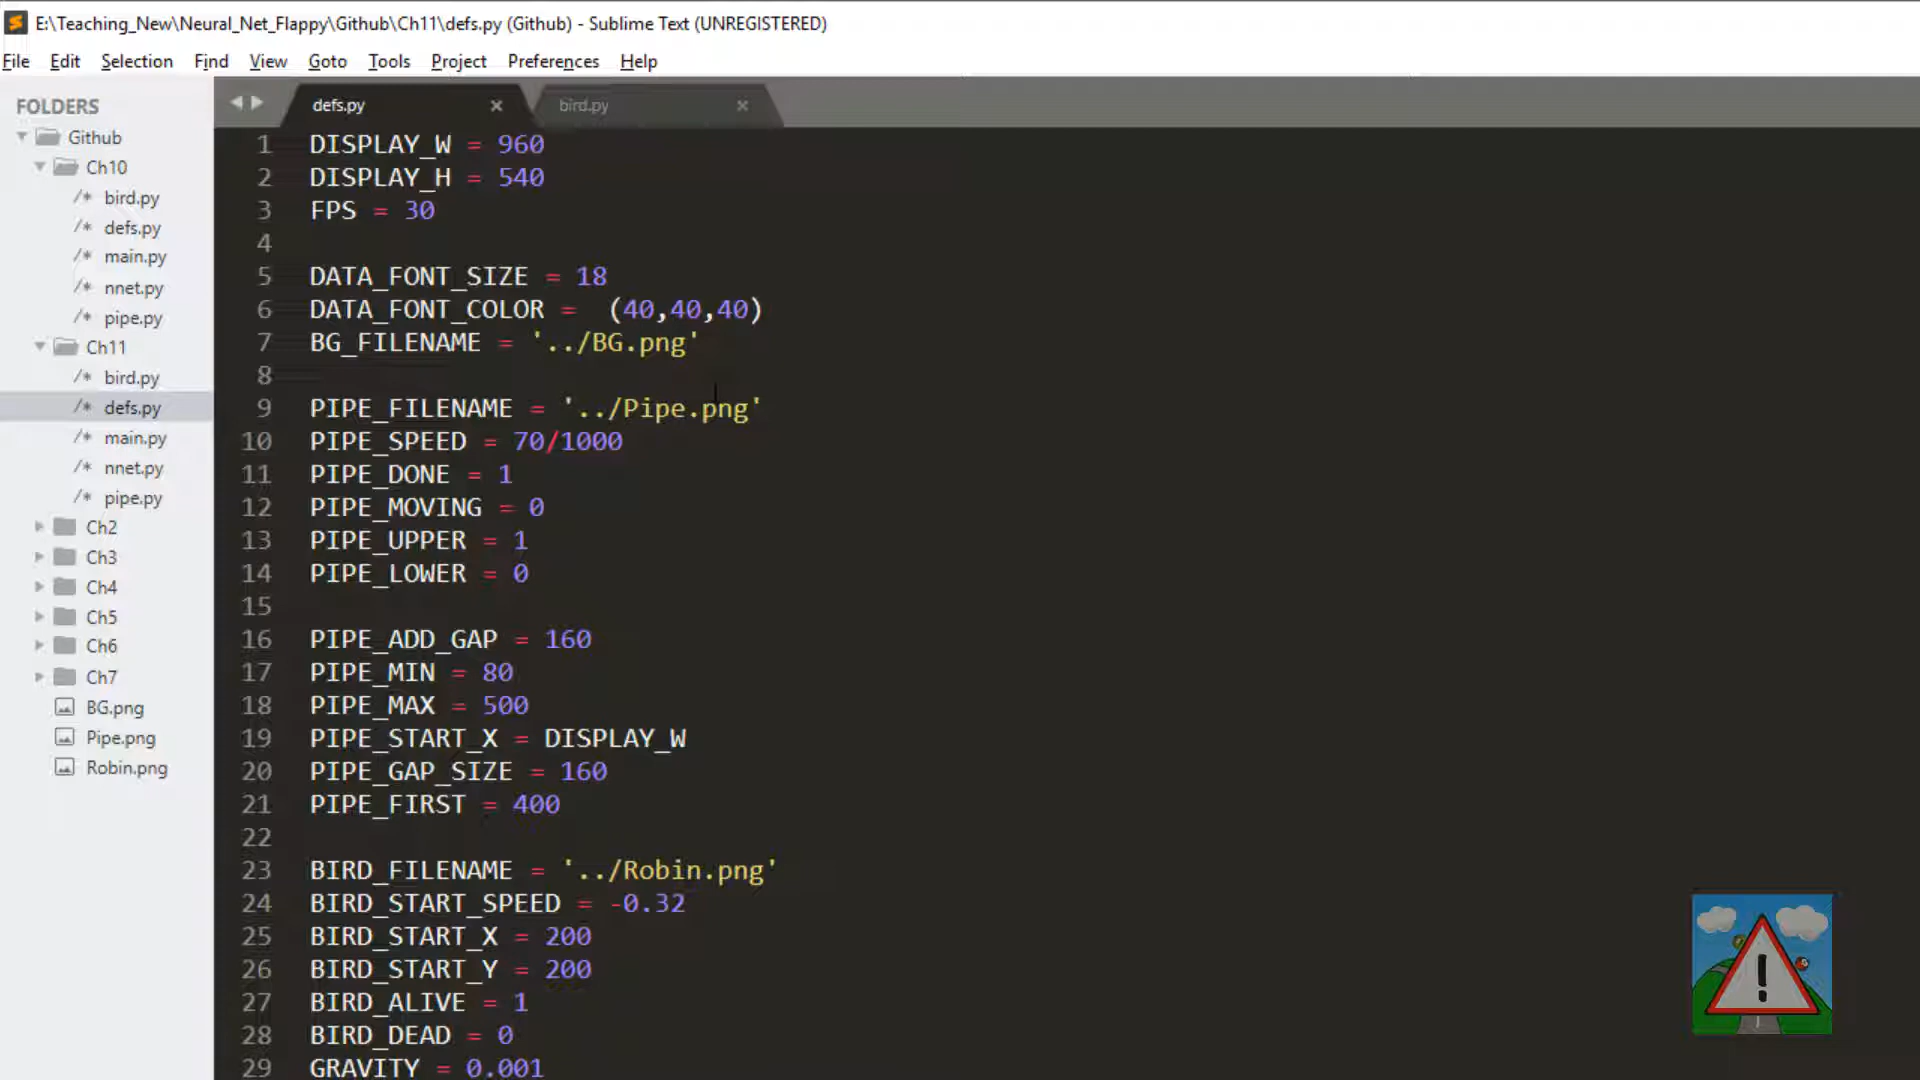 E:\Teaching_New\Neural_Net_Flappy\Github\Ch11\defs.py (Github) - Sublime Text (UNREGISTERED)
File Edit Selection Find View Goto Tools Project Preferences Help
FOLDERS
Github
Ch10
bird.py
defs.py
main.py
nnet.py
pipe.py
Ch11
bird.py
defs.py
main.py
nnet.py
pipe.py
Ch2
Ch3
Ch4
Ch5
Ch6
Ch7
BG.png
Pipe.png
Robin.png
defs.py × bird.py ×
1 DISPLAY_W = 960
2 DISPLAY_H = 540
3 FPS = 30
4
5 DATA_FONT_SIZE = 18
6 DATA_FONT_COLOR =  (40,40,40)
7 BG_FILENAME = '../BG.png'
8
9 PIPE_FILENAME = '../Pipe.png'
10 PIPE_SPEED = 70/1000
11 PIPE_DONE = 1
12 PIPE_MOVING = 0
13 PIPE_UPPER = 1
14 PIPE_LOWER = 0
15
16 PIPE_ADD_GAP = 160
17 PIPE_MIN = 80
18 PIPE_MAX = 500
19 PIPE_START_X = DISPLAY_W
20 PIPE_GAP_SIZE = 160
21 PIPE_FIRST = 400
22
23 BIRD_FILENAME = '../Robin.png'
24 BIRD_START_SPEED = -0.32
25 BIRD_START_X = 200
26 BIRD_START_Y = 200
27 BIRD_ALIVE = 1
28 BIRD_DEAD = 0
29 GRAVITY = 0.001